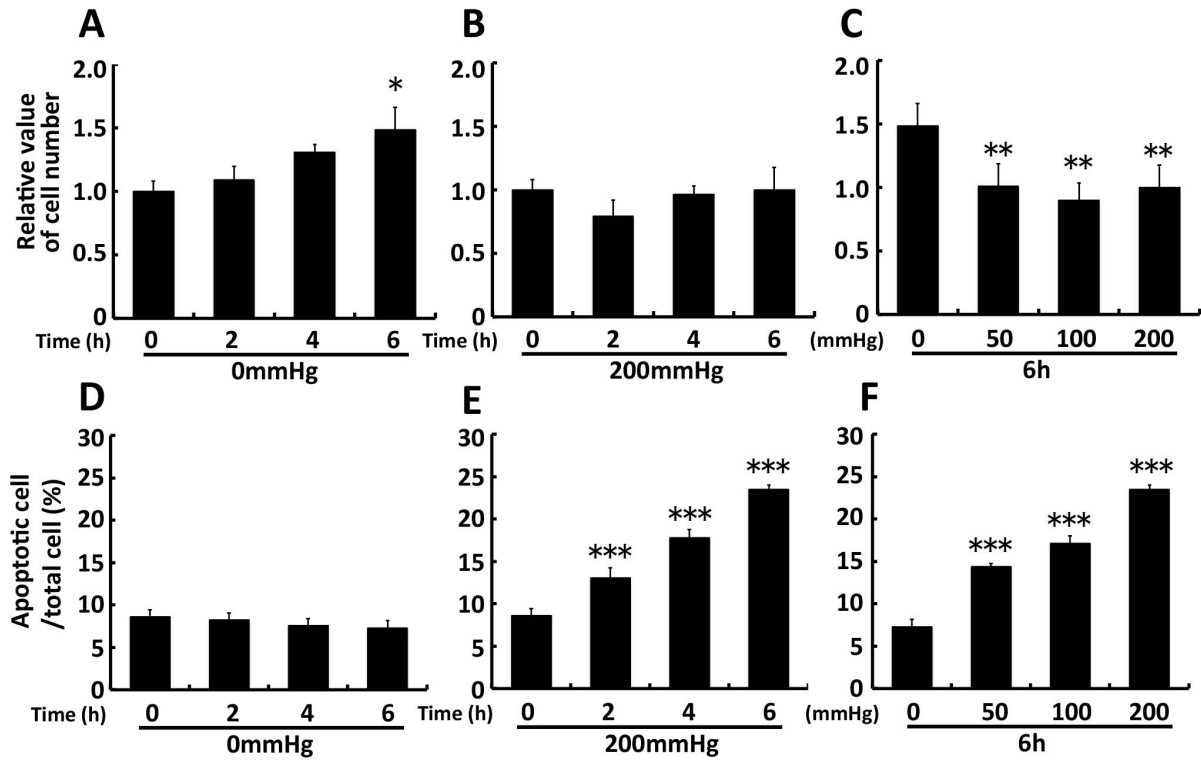 A
Relative value
of cell number
2.0
1.5
1.0
0.5
0
*
Time (h) 0 2 4 6
0mmHg
B
2.0
1.5
1.0
0.5
0
Time (h) 0 2 4 6
200mmHg
C
2.0
1.5
1.0
0.5
0
** ** **
(mmHg) 0 50 100 200
6h
D
Apoptotic cell
/total cell (%)
30
25
20
15
10
5
0
Time (h) 0 2 4 6
0mmHg
E
30
25
20
15
10
5
0
*** *** ***
Time (h) 0 2 4 6
200mmHg
F
30
25
20
15
10
5
0
*** *** ***
(mmHg) 0 50 100 200
6h